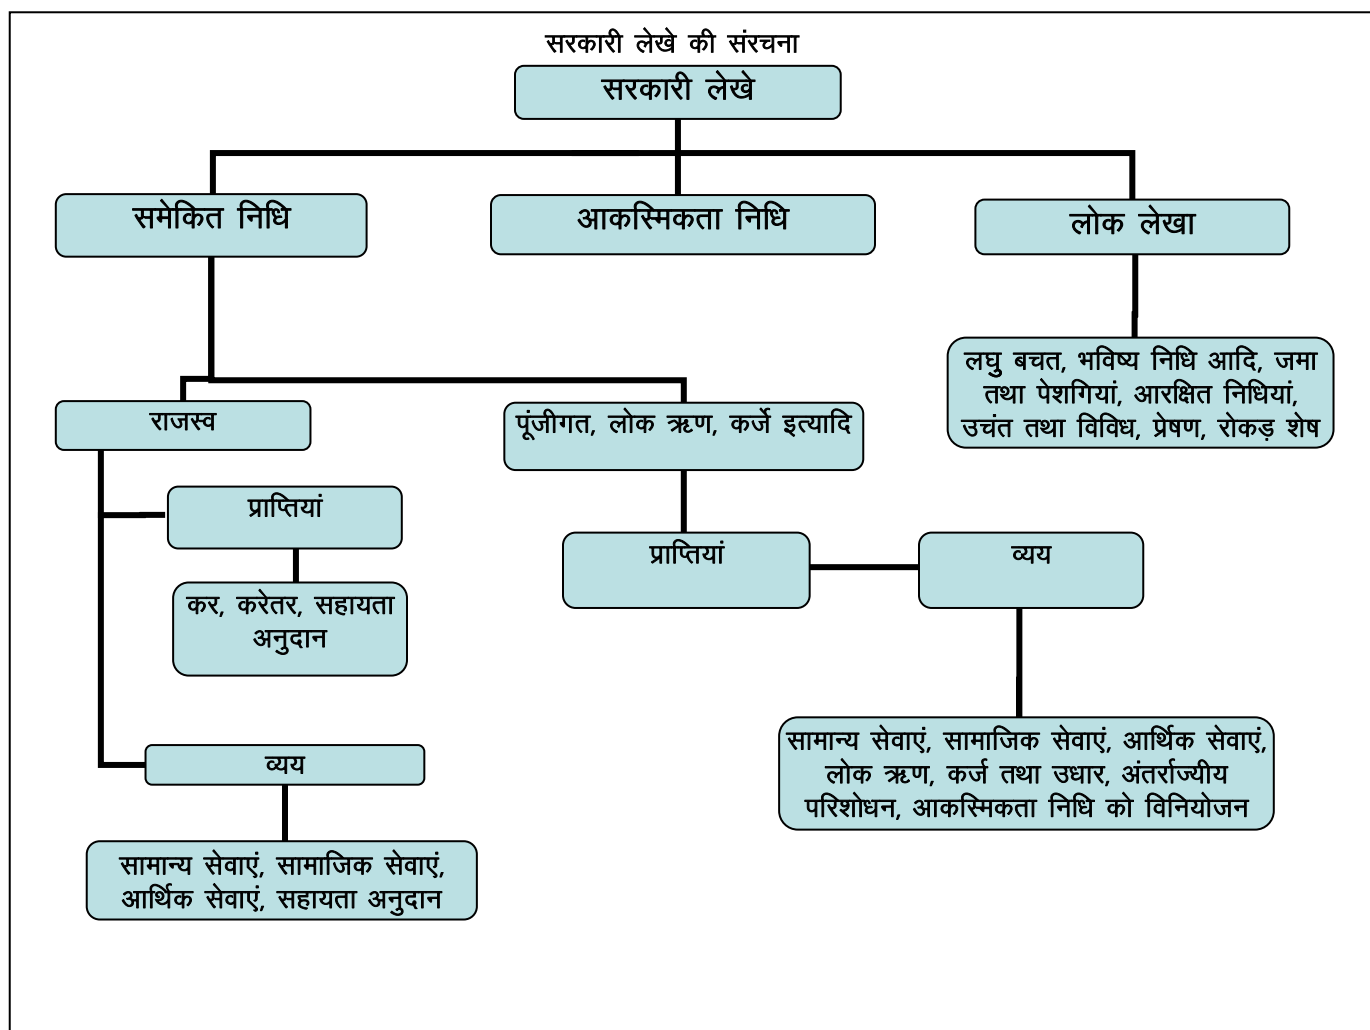 सरकारी लेखे की संरचना
सरकारी लेखे
समेकित निधि
आकस्मिकता निधि
लोक लेखा
लघु बचत, भविष्य निधि आदि, जमा
तथा पेशगियां, आरक्षित निधियां,
उचंत तथा विविध, प्रेषण, रोकड़ शेष
राजस्व
पूंजीगत, लोक ऋण, कर्जे इत्यादि
प्राप्तियां
कर, करेतर, सहायता
अनुदान
प्राप्तियां
व्यय
सामान्य सेवाएं, सामाजिक सेवाएं, आर्थिक सेवाएं,
लोक ऋण, कर्ज तथा उधार, अंतर्राज्यीय
परिशोधन, आकस्मिकता निधि को विनियोजन
व्यय
सामान्य सेवाएं, सामाजिक सेवाएं,
आर्थिक सेवाएं, सहायता अनुदान